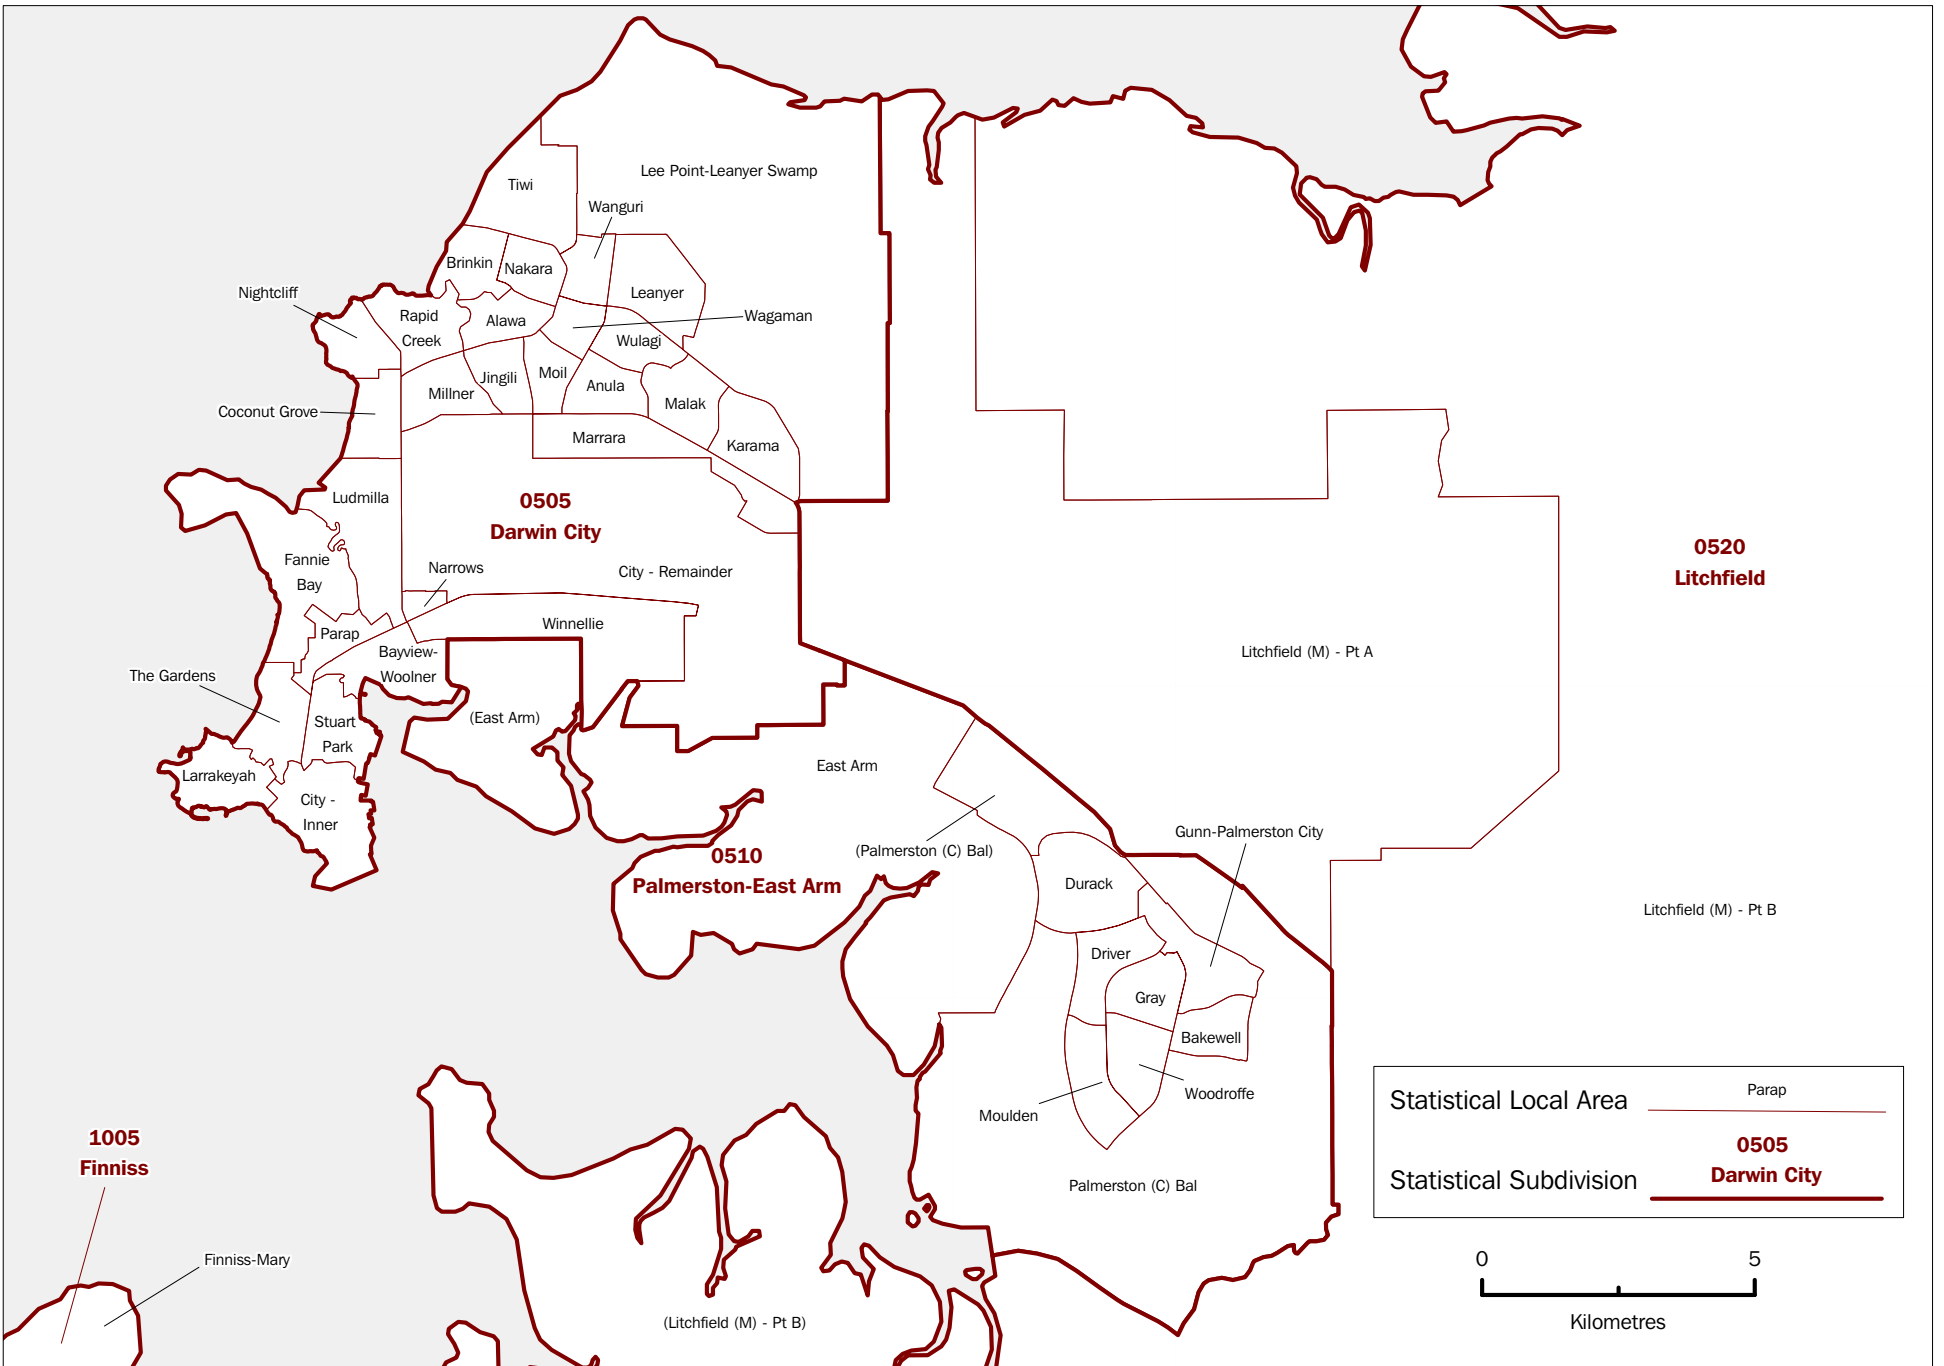 Lee Point-Leanyer Swamp
Tiwi
Wanguri
Brinkin
Nakara
Nightcliff
Leanyer
Rapid
Creek
Alawa
Wagaman
Wulagi
Jingili
Moil
Anula
Millner
Malak
Coconut Grove
Marrara
Karama
Ludmilla
0505
Darwin City
0520
Litchfield
Fannie
Bay
Narrows
City - Remainder
Winnellie
Parap
Bayview-
Woolner
Litchfield (M) - Pt A
The Gardens
(East Arm)
Stuart
Park
East Arm
Larrakeyah
City -
Inner
Gunn-Palmerston City
(Palmerston (C) Bal)
0510
Palmerston-East Arm
Durack
Litchfield (M) - Pt B
Driver
Gray
Bakewell
Woodroffe
Moulden
Statistical Local Area
Parap
Statistical Subdivision
0505
Darwin City
1005
Finniss
Palmerston (C) Bal
Finniss-Mary
0 5
Kilometres
(Litchfield (M) - Pt B)